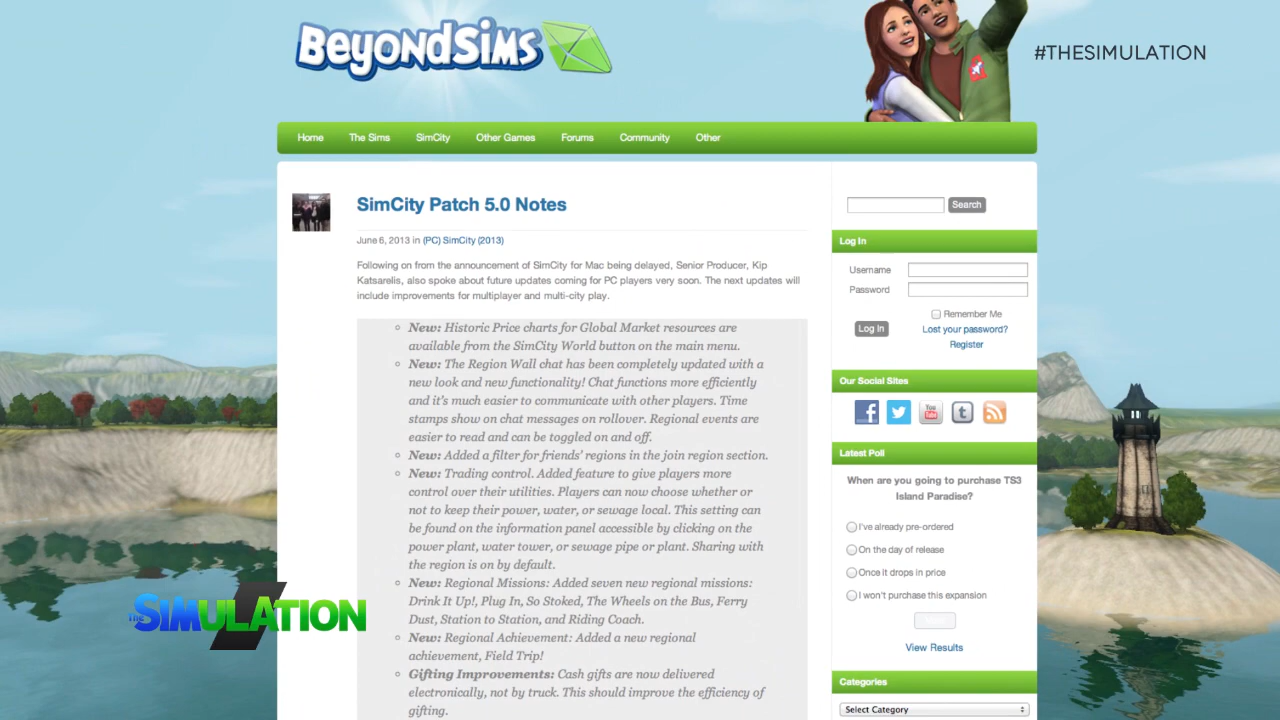 BeyondSims
#THESIMULATION
Home The Sims SimCity Other Games Forums Community Other
SimCity Patch 5.0 Notes
June 6, 2013 in (PC) SimCity (2013)
Following on from the announcement of SimCity for Mac being delayed, Senior Producer, Kip
Katsarelis, also spoke about future updates coming for PC players very soon. The next updates will
include improvements for multiplayer and multi-city play.
New: Historic Price charts for Global Market resources are
available from the SimCity World button on the main menu.
New: The Region Wall chat has been completely updated with a
new look and new functionality! Chat functions more efficiently
and it's much easier to communicate with other players. Time
stamps show on chat messages on rollover. Regional events are
easier to read and can be toggled on and off.
New: Added a filter for friends' regions in the join region section.
New: Trading control. Added feature to give players more
control over their utilities. Players can now choose whether or
not to keep their power, water, or sewage local. This setting can
be found on the information panel accessible by clicking on the
power plant, water tower, or sewage pipe or plant. Sharing with
the region is on by default.
New: Regional Missions: Added seven new regional missions:
Drink It Up!, Plug In, So Stoked, The Wheels on the Bus, Ferry
Dust, Station to Station, and Riding Coach.
New: Regional Achievement: Added a new regional
achievement, Field Trip!
Gifting Improvements: Cash gifts are now delivered
electronically, not by truck. This should improve the efficiency of
gifting.
Search
Log In
Username
Password
Remember Me
Log In
Lost your password?
Register
Our Social Sites
You Tube
Latest Poll
When are you going to purchase TS3
Island Paradise?
I've already pre-ordered
On the day of release
Once It drops in price
I won't purchase this expansion
View Results
Categories
Select Category
THE SIMULATION